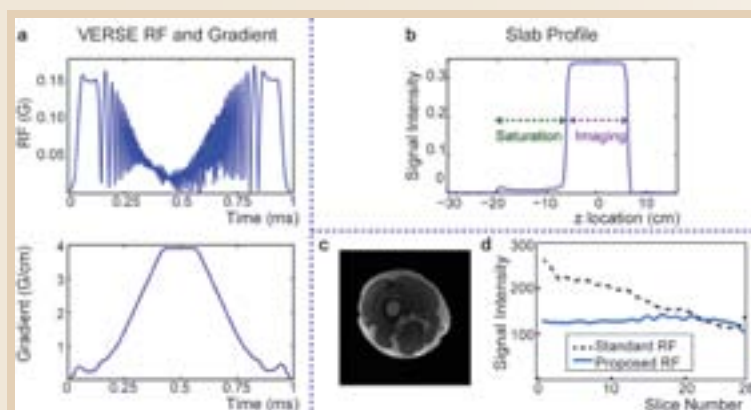 a VERSE RF and Gradient
RF (G)
0.15
0.10
0.05
0 0.25 0.5 0.75 1
Time (ms)
Gradient (G/cm)
4
3
2
1
0 0.25 0.5 0.75 1
Time (ms)
b Slab Profile
Signal Intensity
0.3
0.2
0.1
0
Saturation Imaging
-30 -20 -10 0 10
z location (cm)
c
d
Signal Intensity
300
200
100
Standard RF
Proposed RF
0 10 20
Slice Number